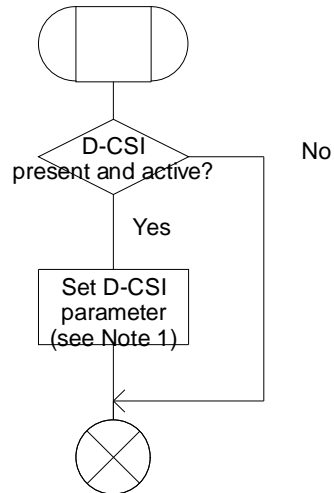 D-CSI
present and active?
No
Yes
Set D-CSI
parameter
(see Note 1)